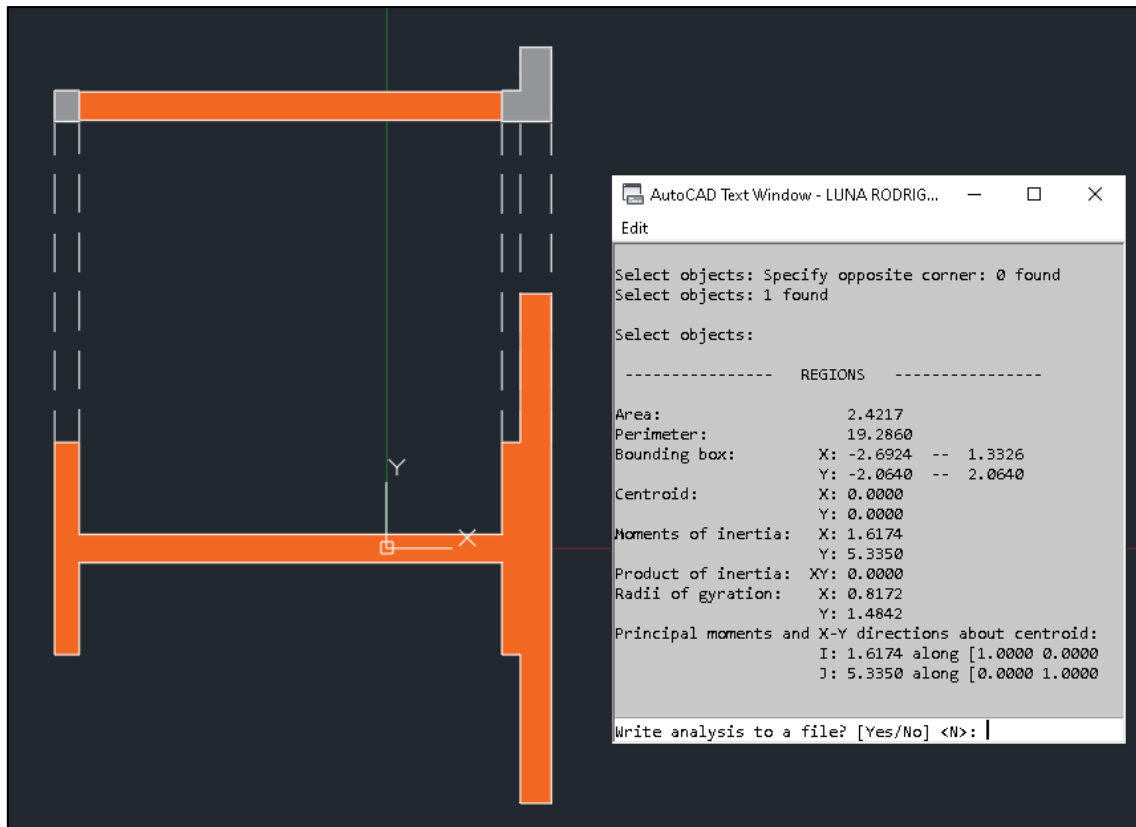 Y
X
AutoCAD Text Window - LUNA RODRIG...
Edit
Select objects: Specify opposite corner: 0 found
Select objects: 1 found
Select objects:
---------------- REGIONS ----------------
Area: 2.4217
Perimeter: 19.2860
Bounding box: X: -2.6924 -- 1.3326
Y: -2.0640 -- 2.0640
Centroid: X: 0.0000
Y: 0.0000
Moments of inertia: X: 1.6174
Y: 5.3350
Product of inertia: XY: 0.0000
Radii of gyration: X: 0.8172
Y: 1.4842
Principal moments and X-Y directions about centroid:
I: 1.6174 along [1.0000 0.0000
J: 5.3350 along [0.0000 1.0000
Write analysis to a file? [Yes/No] <N>: